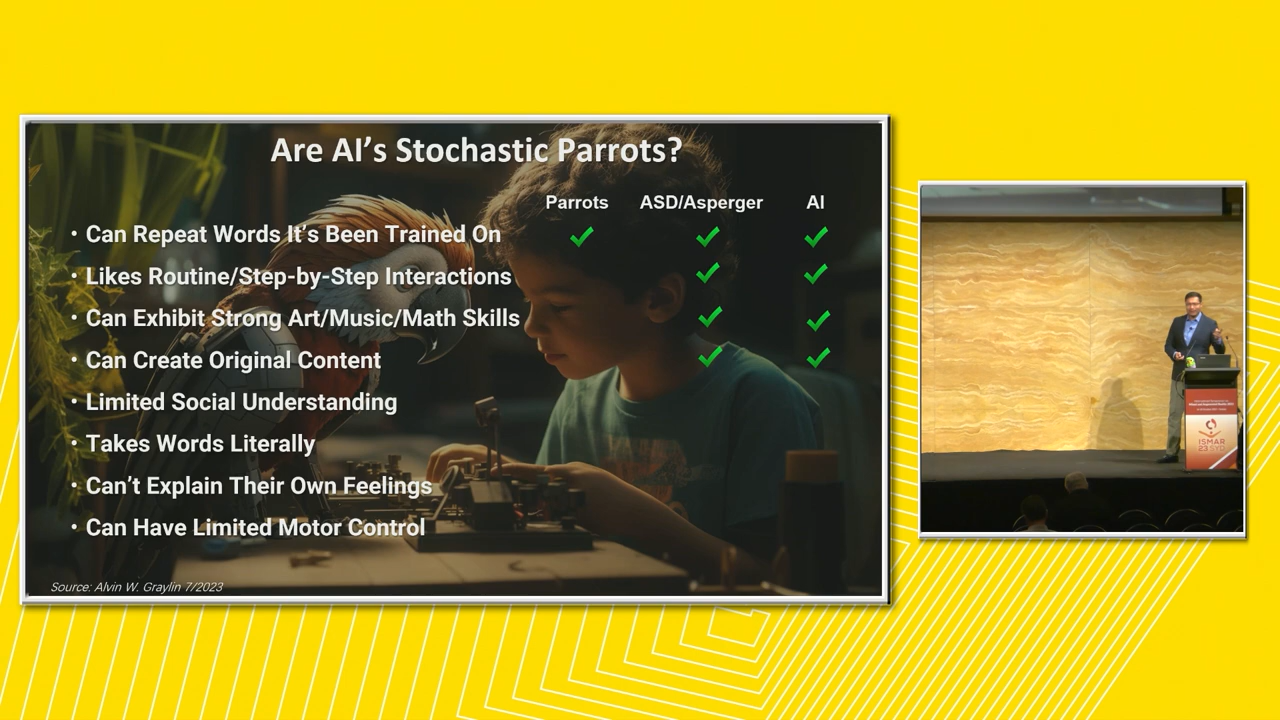 Are AI's Stochastic Parrots?
Parrots ASD/Asperger AI
• Can Repeat Words It's Been Trained On
• Likes Routine/Step-by-Step Interactions
• Can Exhibit Strong Art/Music/Math Skills
• Can Create Original Content
• Limited Social Understanding
• Takes Words Literally
• Can't Explain Their Own Feelings
• Can Have Limited Motor Control
Source: Alvin W. Graylin 7/2023
ISMAR
23 SYD